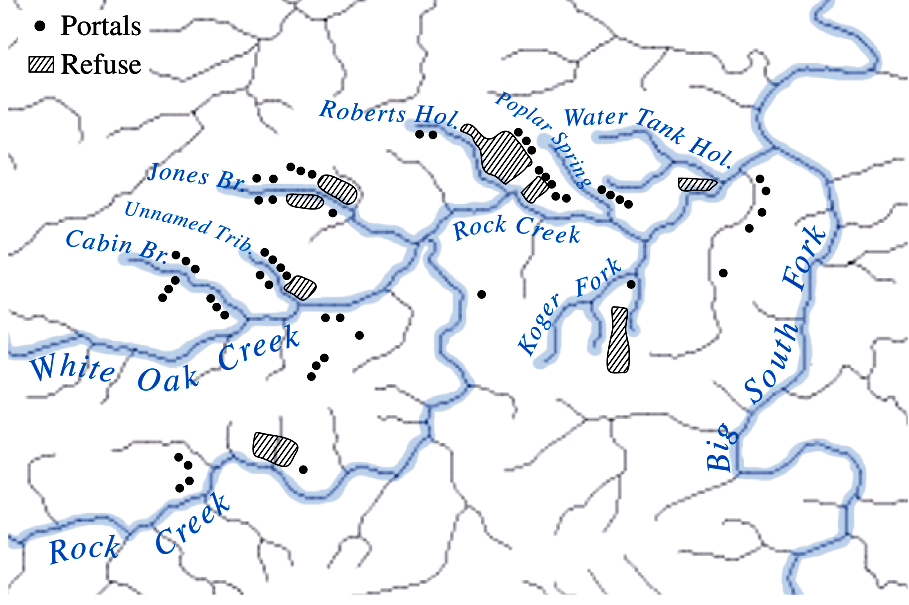 Portals
Refuse
Roberts Hol.
Poplar Spring
Water Tank Hol.
Jones Br.
Unnamed Trib.
Cabin Br.
Rock Creek
Koger Fork
White Oak Creek
Big South Fork
Rock Creek